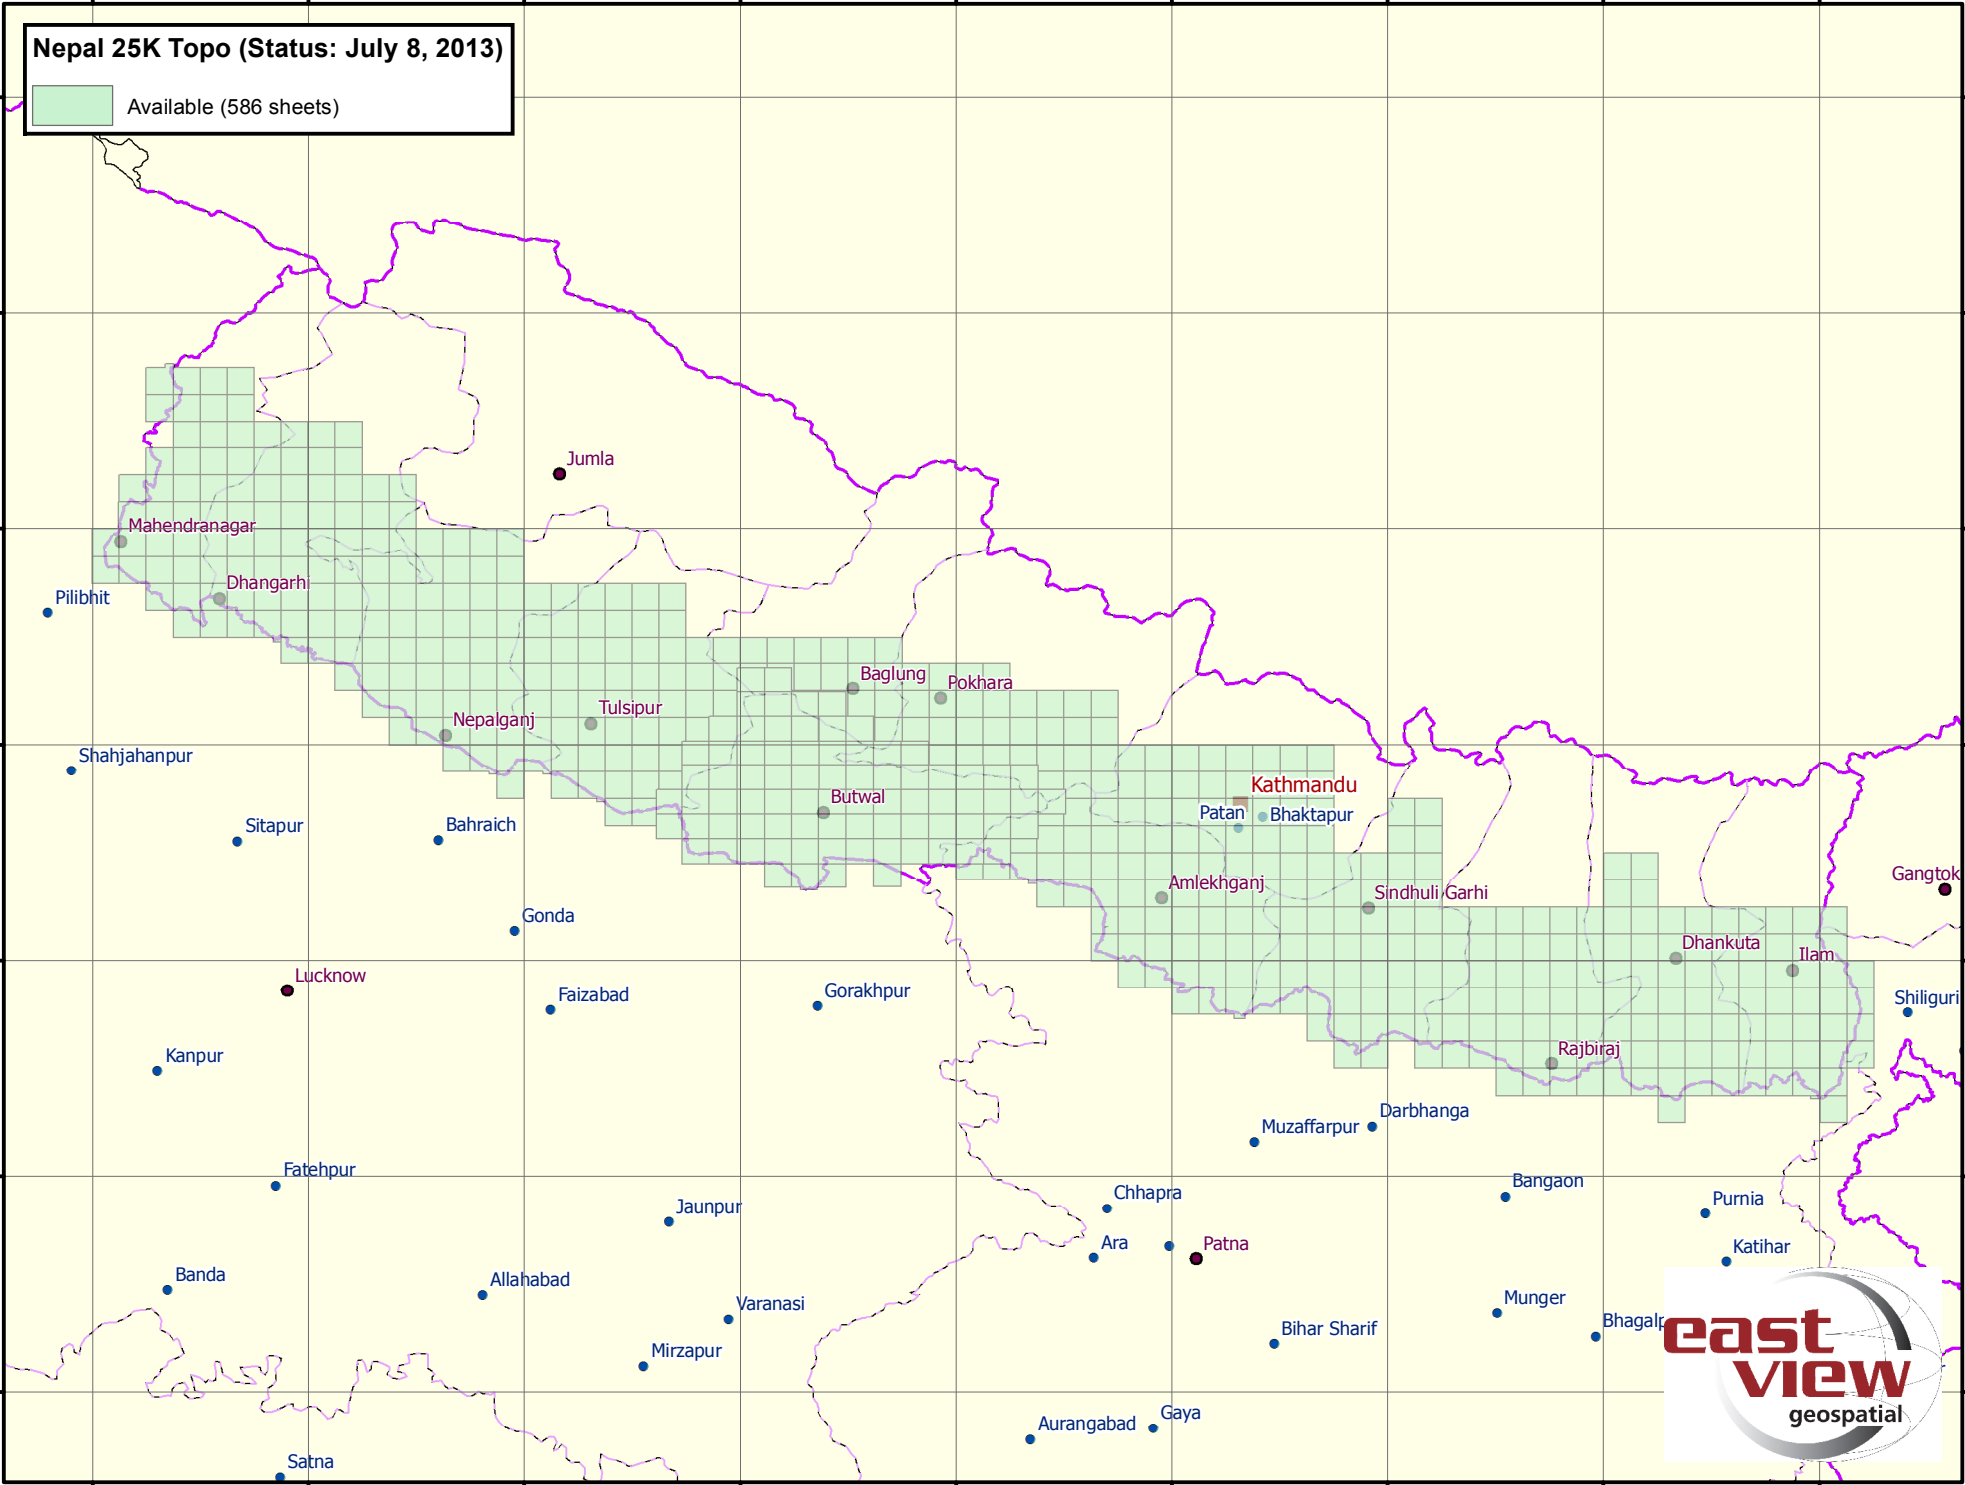 Nepal 25K Topo (Status: July 8, 2013)
Available (586 sheets)
Jumla
Mahendranagar
Dhangarhi
Pilibhit
Baglung
Pokhara
Tulsipur
Nepalganj
Shahjahanpur
Kathmandu
Butwal
Patan
Bhaktapur
Sitapur
Bahraich
Gangtok
Amlekhganj
Sindhuli Garhi
Gonda
Dhankuta
Ilam
Lucknow
Faizabad
Gorakhpur
Shiliguri
Kanpur
Rajbiraj
Darbhanga
Muzaffarpur
Fatehpur
Bangaon
Chhapra
Purnia
Jaunpur
Ara
Patna
Katihar
Banda
Allahabad
Varanasi
Munger
Bhagalp
Bihar Sharif
Mirzapur
east
view
geospatial
Aurangabad
Gaya
Satna